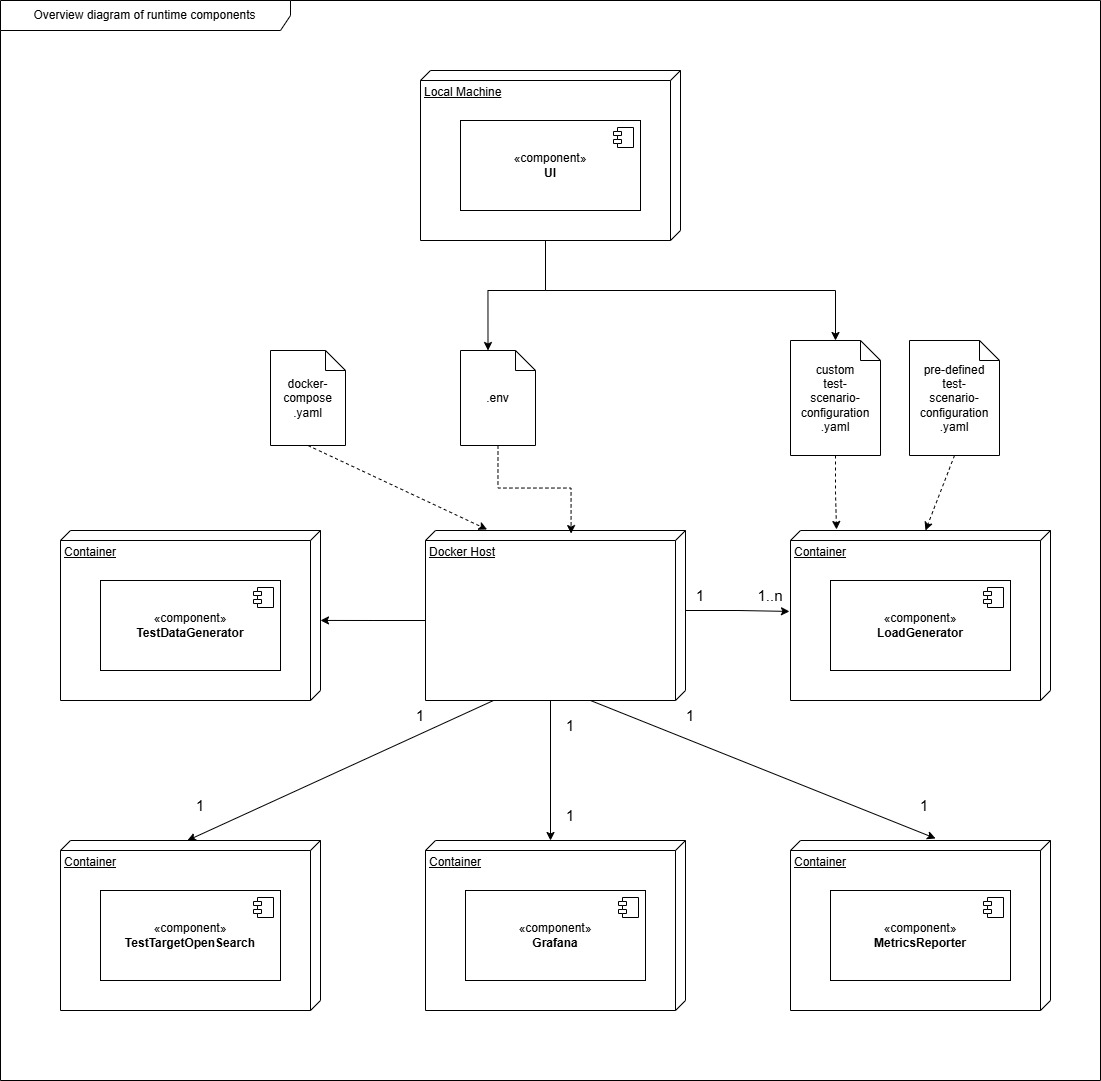 Overview diagram of runtime components
Local Machine
«component»
UI
docker-
compose
.yaml
.env
custom
test-
scenario-
configuration
.yaml
pre-defined
test-
scenario-
configuration
.yaml
Container
«component»
TestDataGenerator
Docker Host
1
1..n
Container
«component»
LoadGenerator
1
1
1
1
1
1
Container
«component»
TestTargetOpenSearch
Container
«component»
Grafana
Container
«component»
MetricsReporter